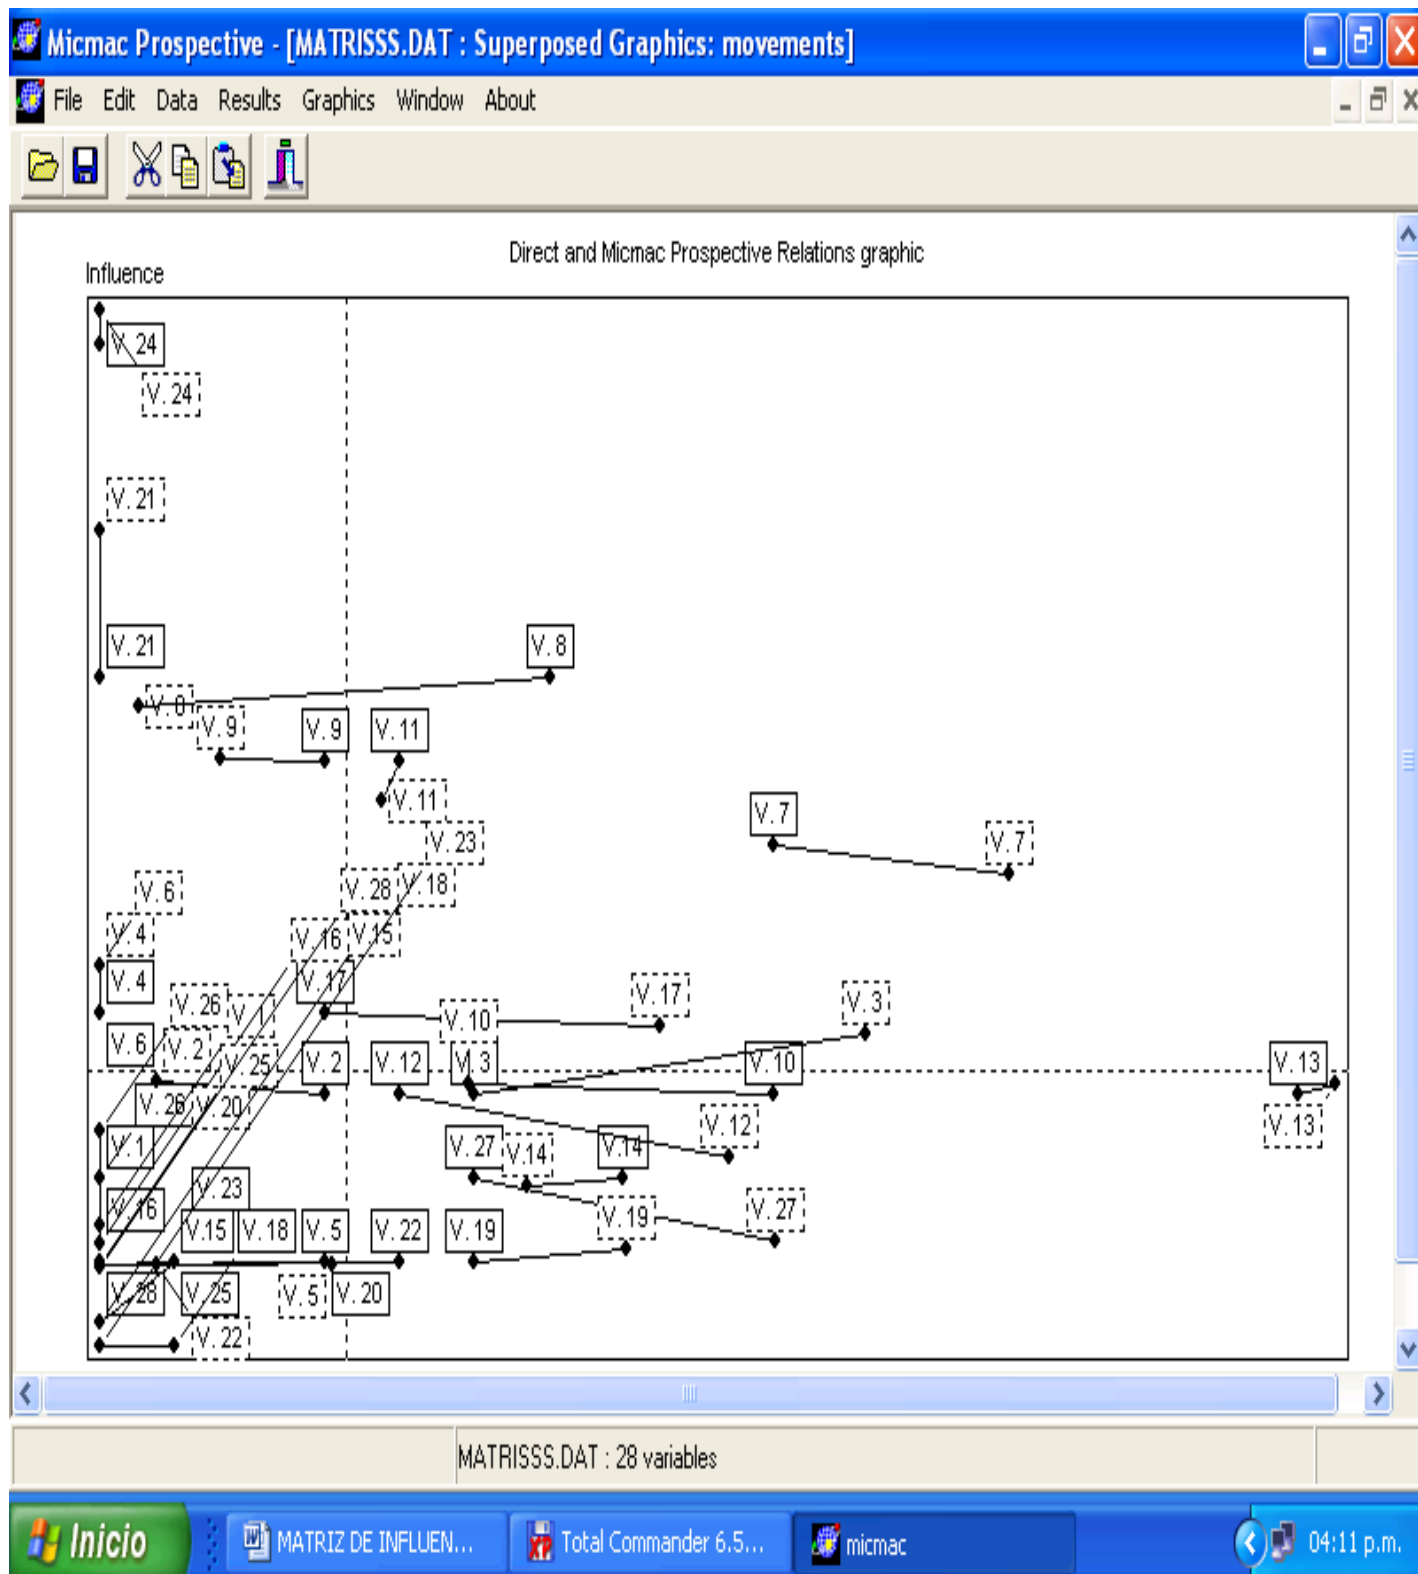 Micmac Prospective - [MATRISSS.DAT : Superposed Graphics: movements]
File Edit Data Results Graphics Window About
Direct and Micmac Prospective Relations graphic
Influence
V. 24
V. 24
V. 21
V. 21
V. 8
V. 9
V. 9
V. 11
V. 11
V. 7
V. 7
V. 23
V. 6
V. 28
V. 18
V. 4
V. 16
V. 15
V. 4
V. 17
V. 17
V. 3
V. 26
V. 1
V. 10
V. 6
V. 2
V. 25
V. 2
V. 12
V. 3
V. 10
V. 13
V. 26
V. 20
V. 12
V. 13
V. 1
V. 27
V.14
V.14
V. 23
V. 16
V.15
V. 18
V. 5
V. 22
V. 19
V. 19
V. 27
V. 28
V. 25
V. 5
V. 20
V. 22
MATRISSS.DAT : 28 variables
Inicio
MATRIZ DE INFLUEN...
Total Commander 6.5...
micmac
04:11 p.m.